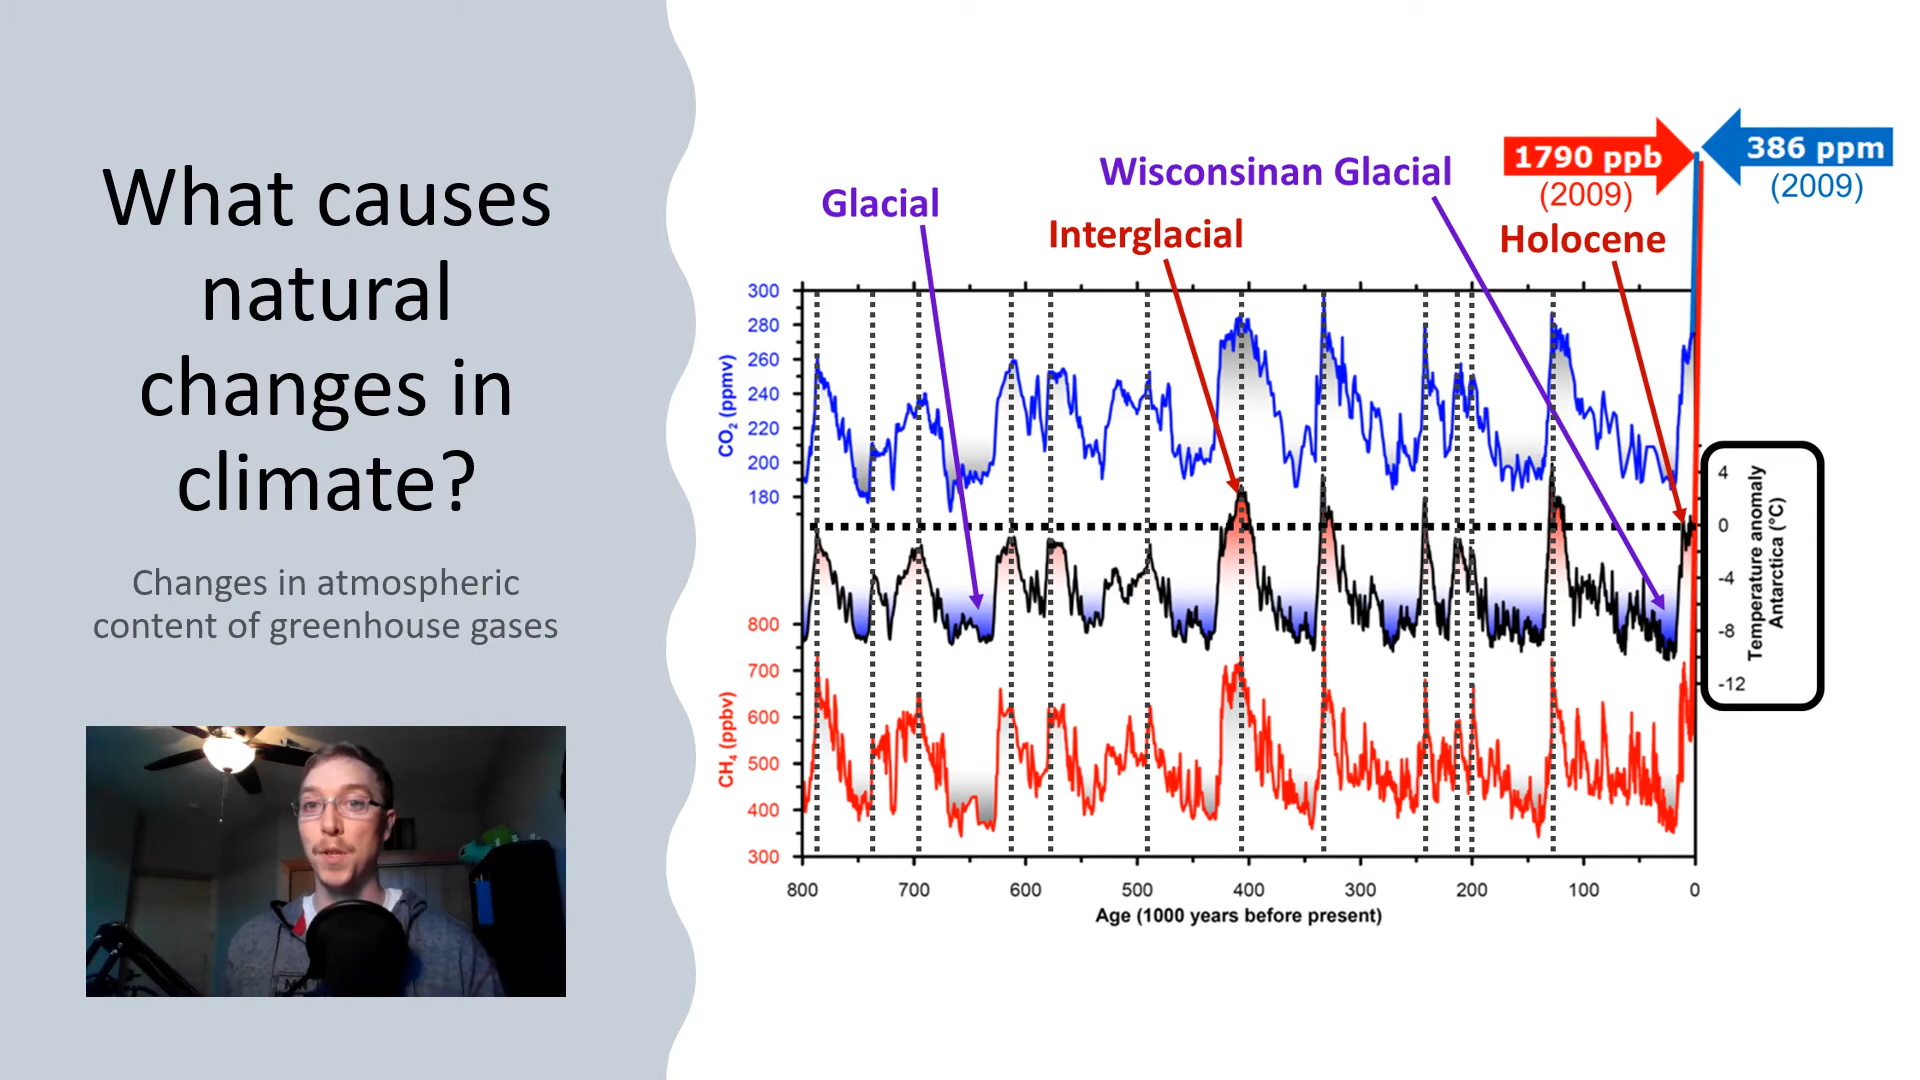 What causes
natural
changes in
climate?
Changes in atmospheric
content of greenhouse gases
1790 ppb
(2009)
386 ppm
(2009)
Wisconsinan Glacial
Glacial
Interglacial
Holocene
300
280
260
240
220
200
180
CO₂ (ppmv)
4
0
-4
-8
-12
Temperature anomaly
Antarctica (°C)
800
700
600
500
400
300
CH₄ (ppbv)
800 700 600 500 400 300 200 100 0
Age (1000 years before present)